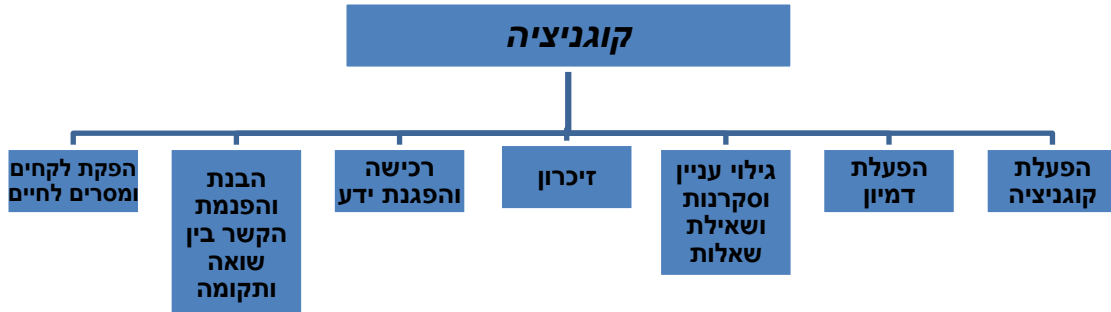 קוגניציה
הפעלת
קוגניציה
הפעלת
דמיון
גילוי עניין
וסקרנות
ושאילת
שאלות
זיכרון
רכישה
והפגנת ידע
הבנת
והפנמת
הקשר בין
שואה
ותקומה
הפקת לקחים
ומסרים לחיים